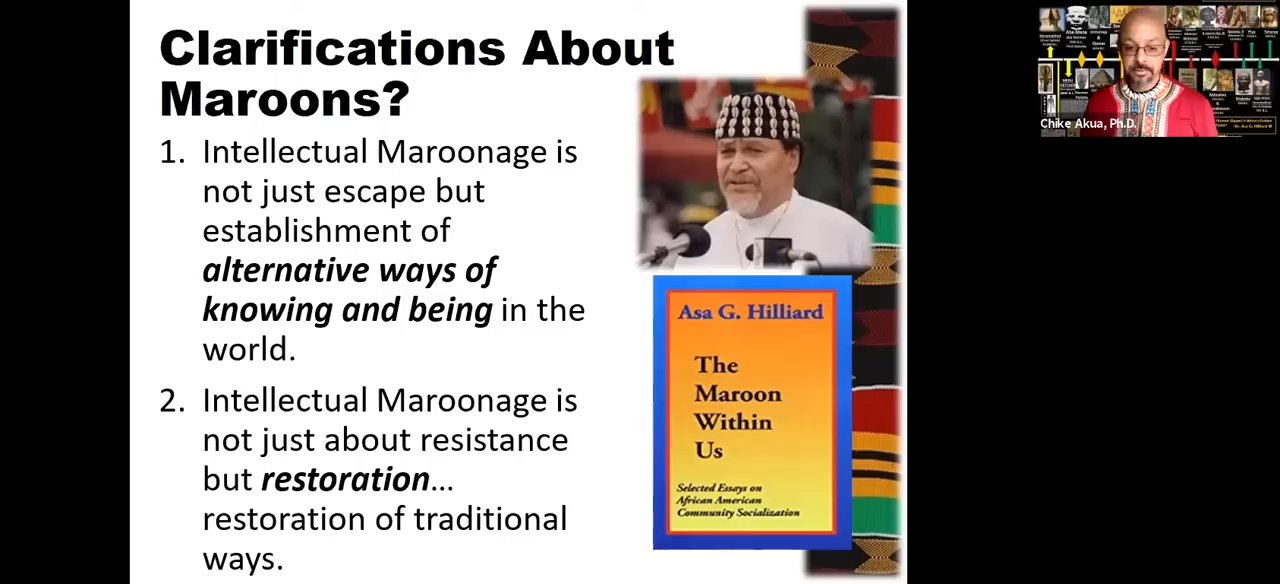 Clarifications About
Maroons?
1. Intellectual Maroonage is
not just escape but
establishment of
alternative ways of
knowing and being in the
world.
2. Intellectual Maroonage is
not just about resistance
but restoration...
restoration of traditional
ways.
Asa G. Hilliard
The
Maroon
Within
Us
Selected Essays on
African American
Community Socialization
Chike Akua, Ph.D.